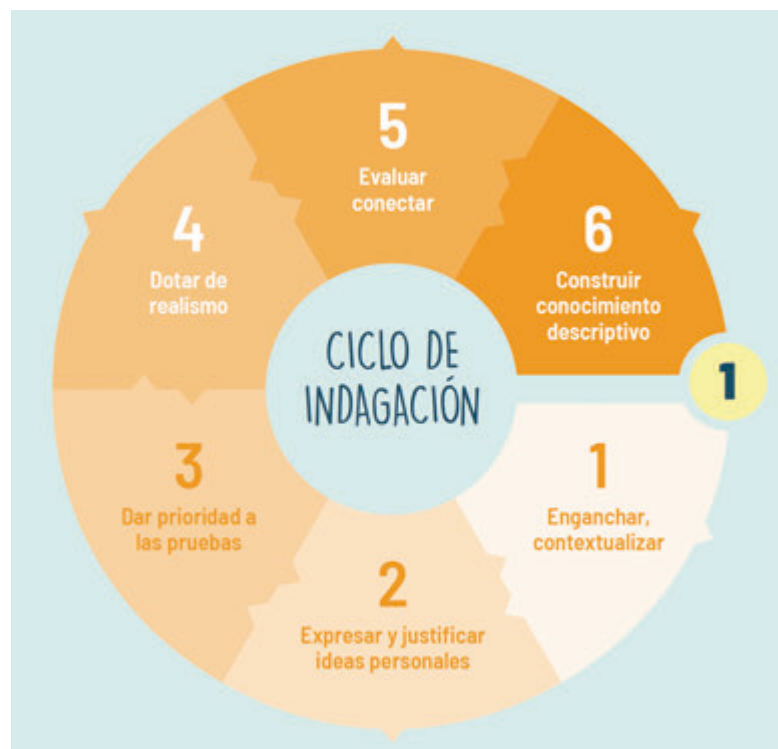 CICLO DE
INDAGACIÓN
1
Enganchar,
contextualizar
2
Expresar y justificar
ideas personales
3
Dar prioridad a
las pruebas
4
Dotar de
realismo
5
Evaluar
conectar
6
Construir
conocimiento
descriptivo
1